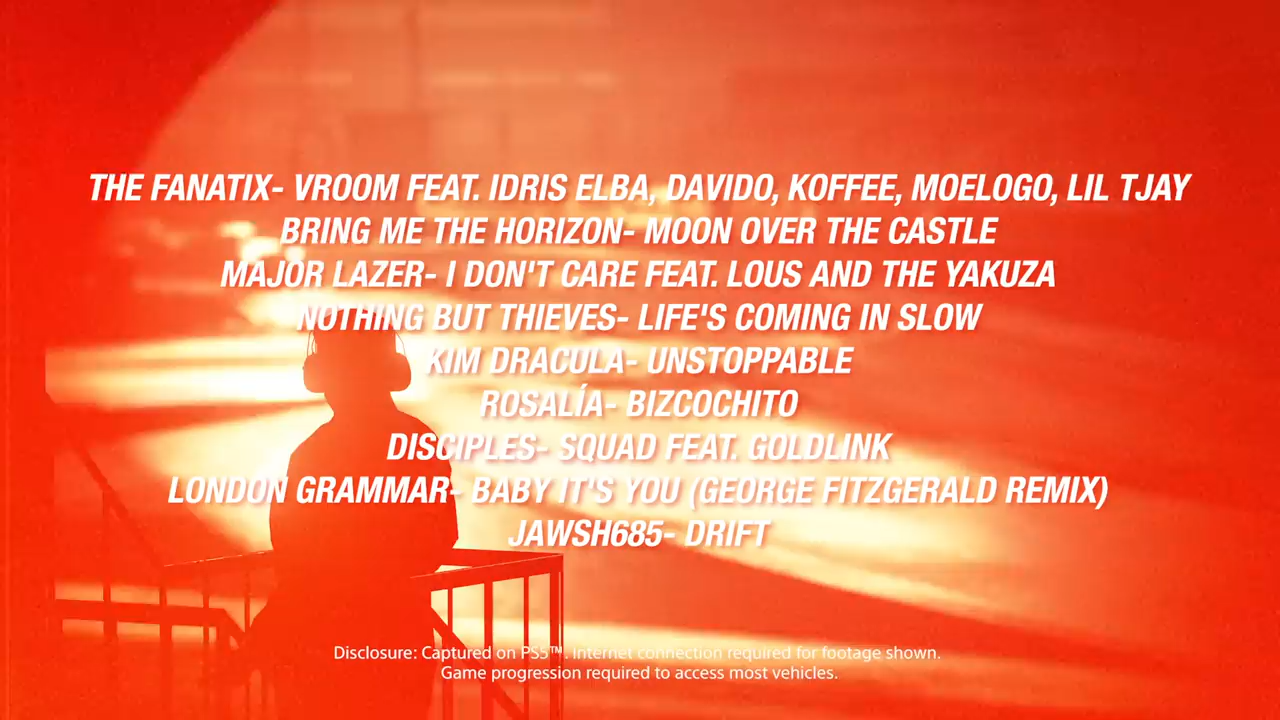 THE FANATIX- VROOM FEAT. IDRIS ELBA, DAVIDO, KOFFEE, MOELOGO, LIL TJAY
BRING ME THE HORIZON- MOON OVER THE CASTLE
MAJOR LAZER- I DON'T CARE FEAT. LOUS AND THE YAKUZA
NOTHING BUT THIEVES- LIFE'S COMING IN SLOW
KIM DRACULA- UNSTOPPABLE
ROSALÍA- BIZCOCHITO
DISCIPLES- SQUAD FEAT. GOLDLINK
LONDON GRAMMAR- BABY IT'S YOU (GEORGE FITZGERALD REMIX)
JAWSH685- DRIFT
Disclosure: Captured on PS5™. Internet connection required for footage shown.
Game progression required to access most vehicles.